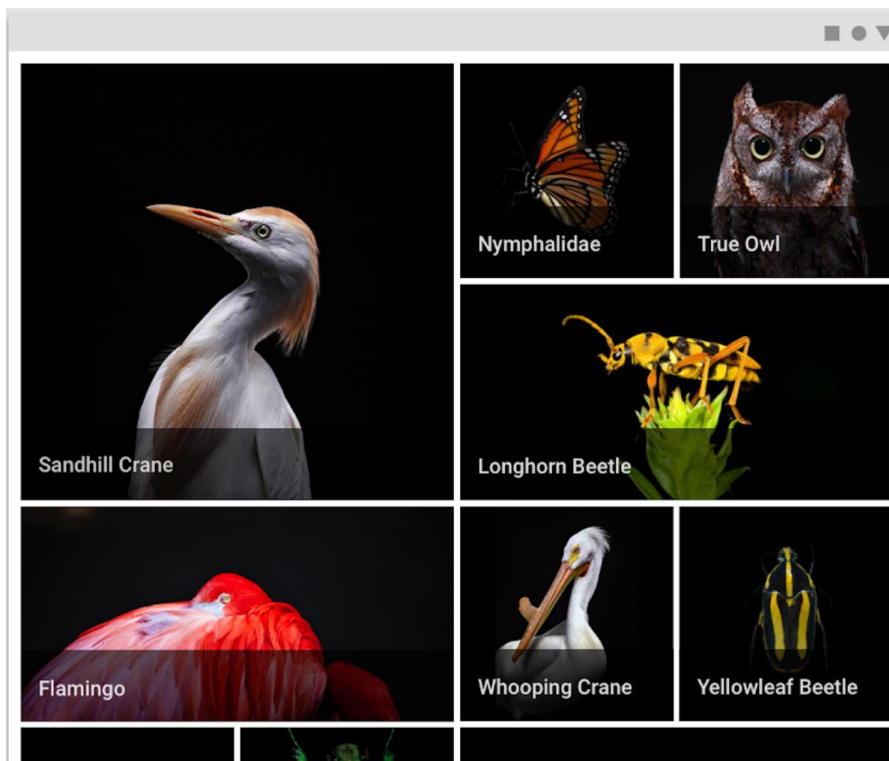 Nymphalidae
True Owl
Sandhill Crane
Longhorn Beetle
Flamingo
Whooping Crane
Yellowleaf Beetle